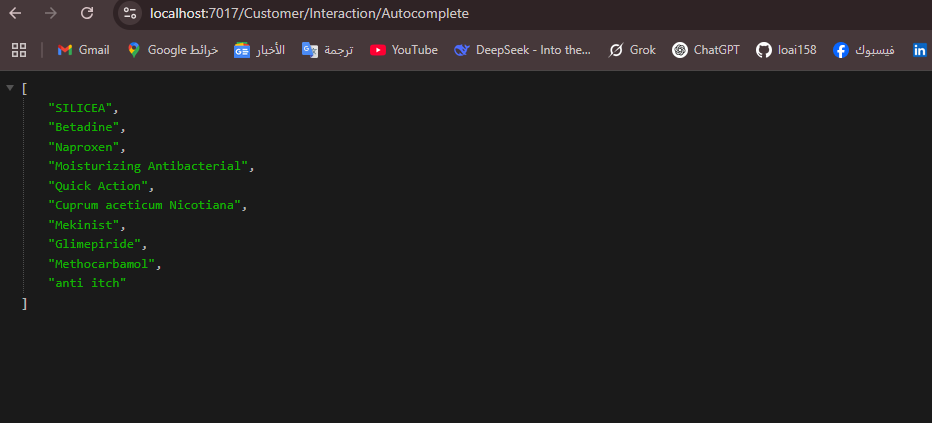 localhost:7017/Customer/Interaction/Autocomplete
Gmail خرائط Google الأخبار ترجمة YouTube DeepSeek - Into the... Grok ChatGPT loai158 فيسبوك in
[
"SILICEA",
"Betadine",
"Naproxen",
"Moisturizing Antibacterial",
"Quick Action",
"Cuprum aceticum Nicotiana",
"Mekinist",
"Glimepiride",
"Methocarbamol",
"anti itch"
]